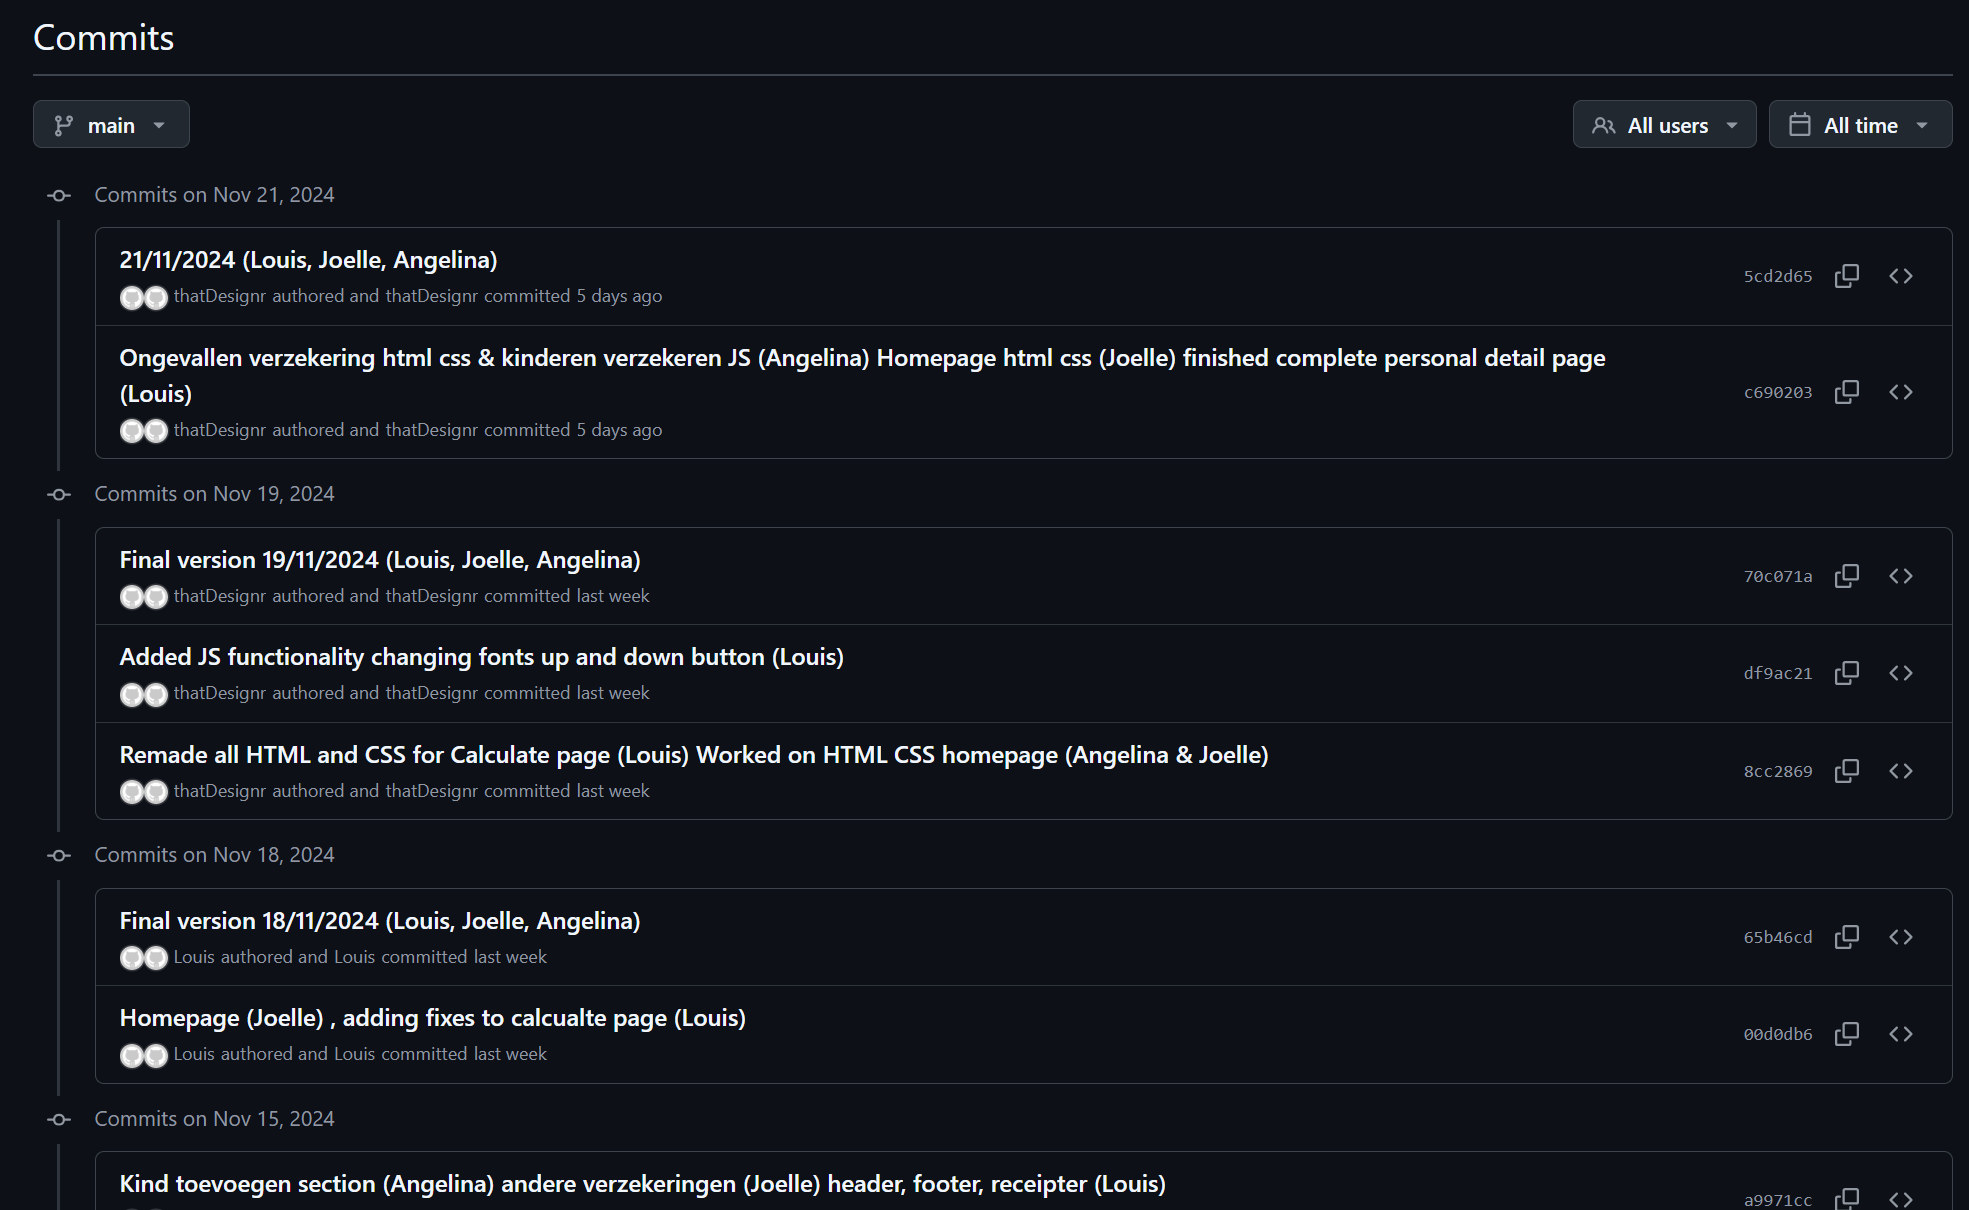 Commits
main
All users
All time
Commits on Nov 21, 2024
21/11/2024 (Louis, Joelle, Angelina)
thatDesignr authored and thatDesignr committed 5 days ago
5cd2d65
Ongevallen verzekering html css & kinderen verzekeren JS (Angelina) Homepage html css (Joelle) finished complete personal detail page
(Louis)
thatDesignr authored and thatDesignr committed 5 days ago
c690203
Commits on Nov 19, 2024
Final version 19/11/2024 (Louis, Joelle, Angelina)
thatDesignr authored and thatDesignr committed last week
70c071a
Added JS functionality changing fonts up and down button (Louis)
thatDesignr authored and thatDesignr committed last week
df9ac21
Remade all HTML and CSS for Calculate page (Louis) Worked on HTML CSS homepage (Angelina & Joelle)
thatDesignr authored and thatDesignr committed last week
8cc2869
Commits on Nov 18, 2024
Final version 18/11/2024 (Louis, Joelle, Angelina)
Louis authored and Louis committed last week
65b46cd
Homepage (Joelle) , adding fixes to calcualte page (Louis)
Louis authored and Louis committed last week
00d0db6
Commits on Nov 15, 2024
Kind toevoegen section (Angelina) andere verzekeringen (Joelle) header, footer, receipter (Louis)
a9971cc